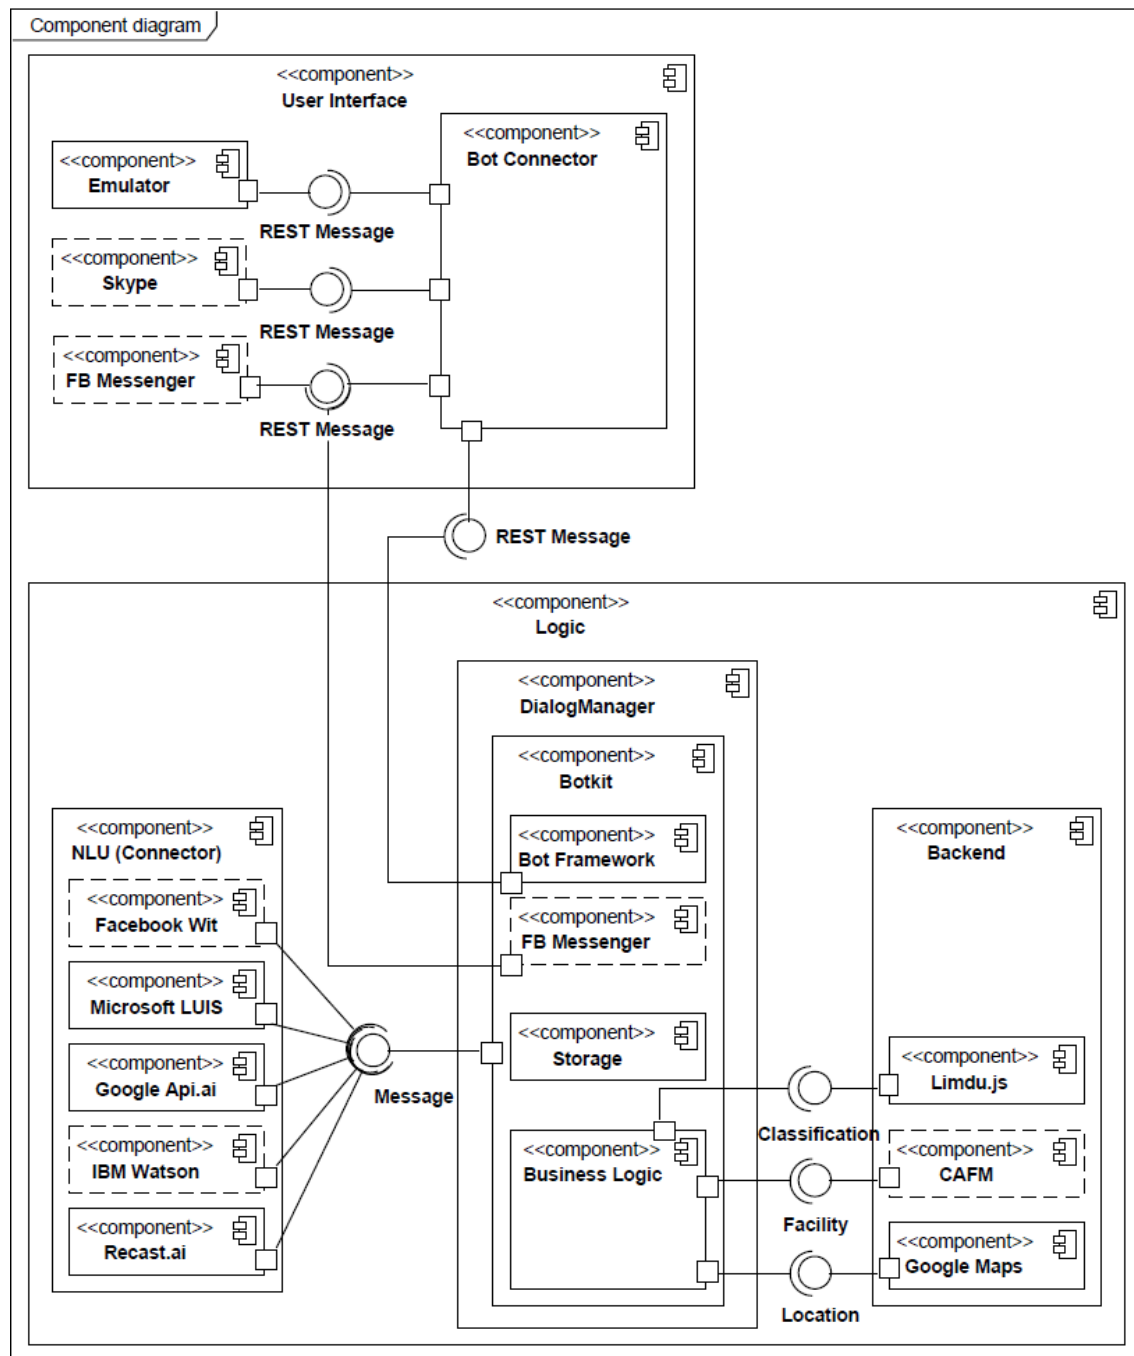 Component diagram
<<component>>
User Interface
<<component>>
Bot Connector
<<component>>
Emulator
REST Message
<<component>>
Skype
REST Message
<<component>>
FB Messenger
REST Message
REST Message
<<component>>
Logic
<<component>>
DialogManager
<<component>>
Botkit
<<component>>
Bot Framework
<<component>>
FB Messenger
<<component>>
Storage
<<component>>
Business Logic
<<component>>
NLU (Connector)
<<component>>
Facebook Wit
<<component>>
Microsoft LUIS
<<component>>
Google Api.ai
<<component>>
IBM Watson
<<component>>
Recast.ai
Message
<<component>>
Backend
<<component>>
Limdu.js
Classification
<<component>>
CAFM
Facility
<<component>>
Google Maps
Location